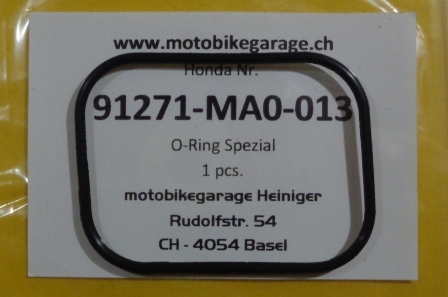 www.motobikegarage.ch
Honda Nr.
91271-MA0-013
O-Ring Spezial
1 pcs.
motobikegarage Heiniger
Rudolfstr. 54
CH - 4054 Basel